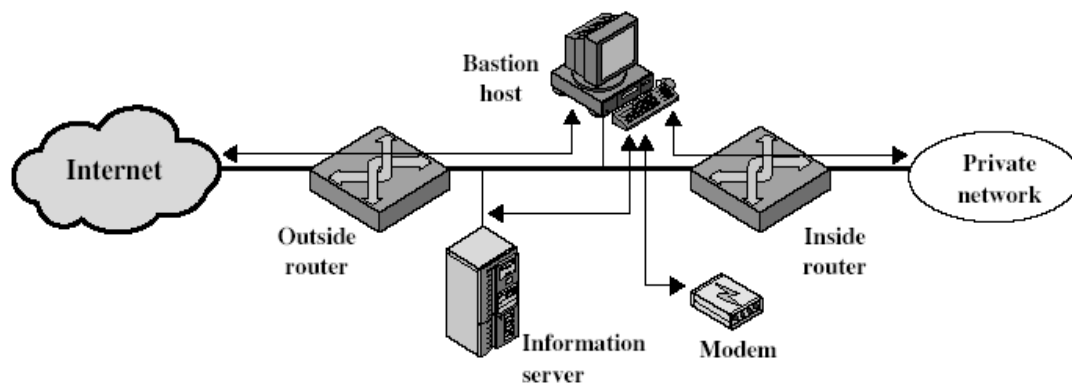 Bastion
host
Internet
Private
network
Outside
router
Inside
router
Information
server
Modem